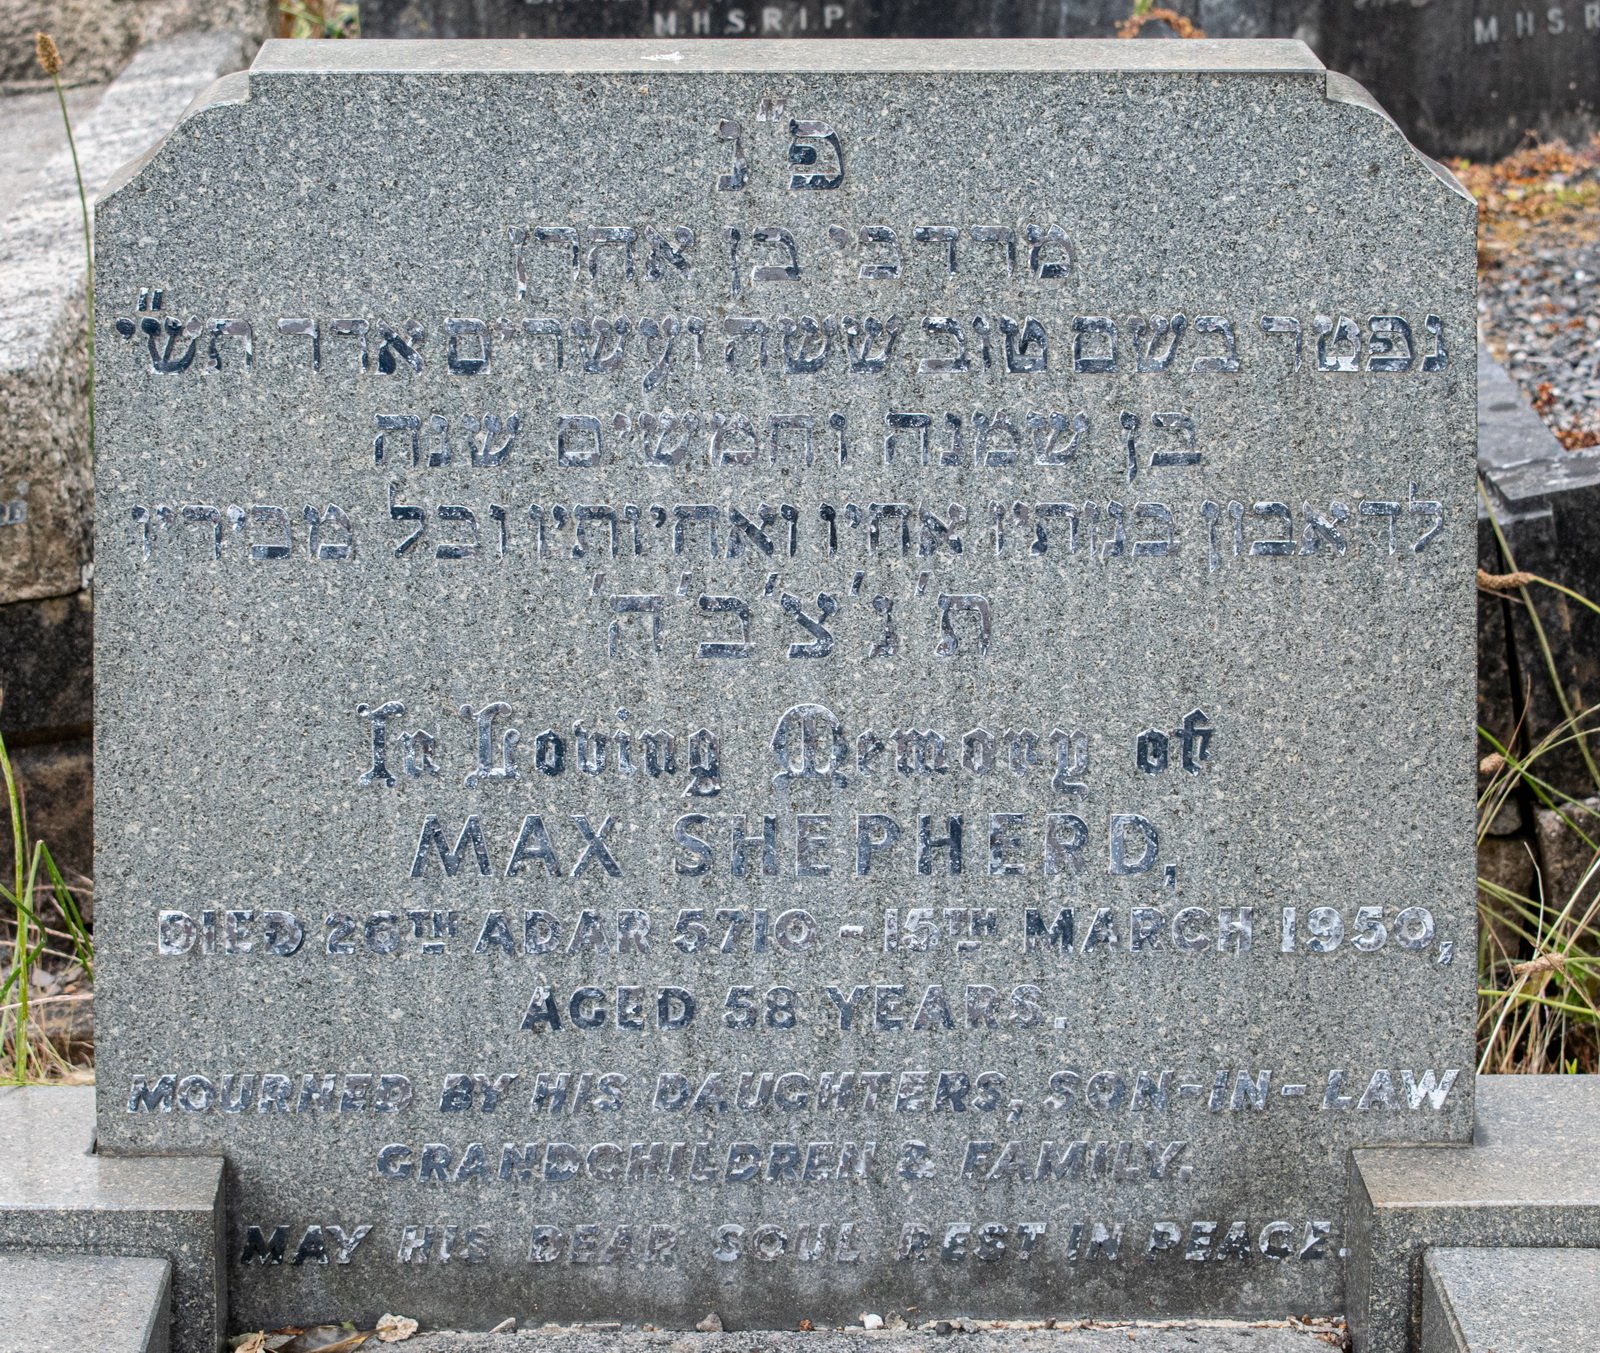 M.H.S.R.I.P.
M.H.S.R
פ"נ
מרדכי בן אהרן
נפטר בשם טוב ששה ועשרים אדר תש"י
בן שמנה וחמשים שנה
לדאבון בנותיו אחיו ואחיותיו וכל מכיריו
ת'נ'צ'ב'ה'
In Loving Memory of
MAX SHEPHERD,
DIED 26TH ADAR 5710 - 15TH MARCH 1950,
AGED 58 YEARS.
MOURNED BY HIS DAUGHTERS, SON-IN-LAW
GRANDCHILDREN & FAMILY.
MAY HIS DEAR SOUL REST IN PEACE.